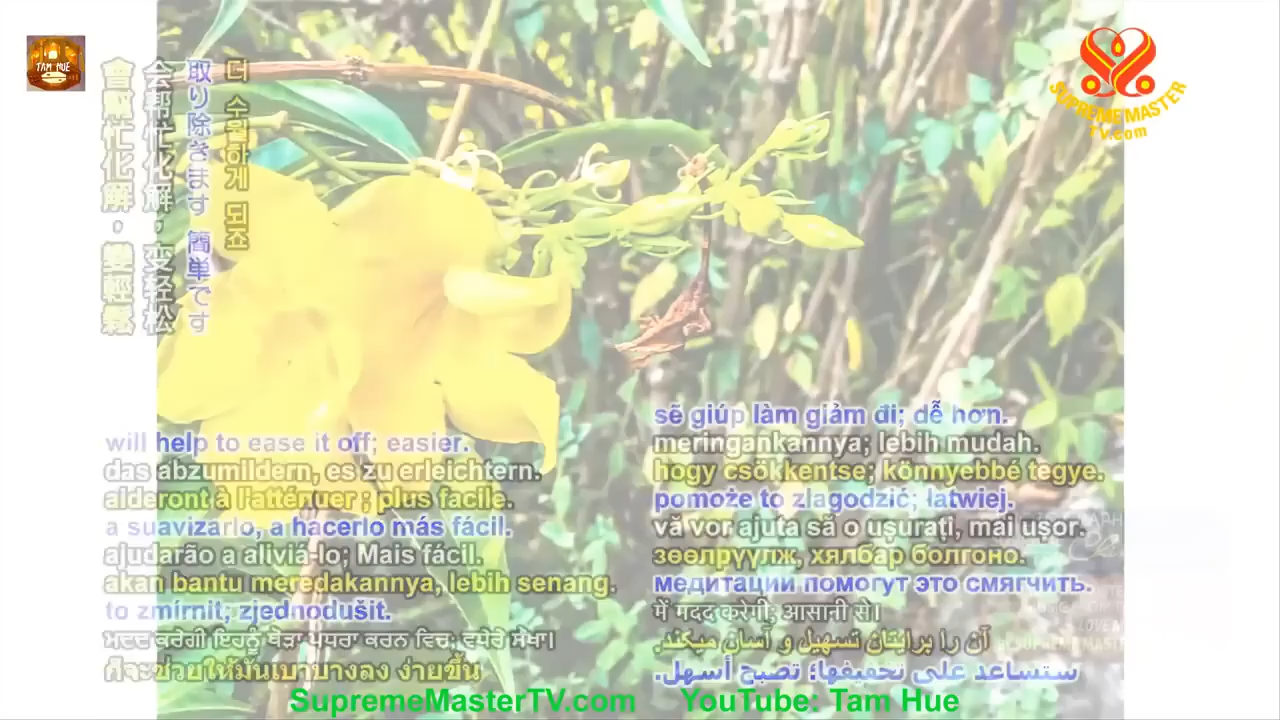 TAM HUE
SUPREME MASTER
TV.com
더 수월하게 되죠
取り除きます 簡単です
会帮忙化解，变轻松
會幫忙化解，變輕鬆
will help to ease it off; easier.
das abzumildern, es zu erleichtern.
aideront à l'atténuer ; plus facile.
a suavizarlo, a hacerlo más fácil.
ajudarão a aliviá-lo; Mais fácil.
akan bantu meredakannya, lebih senang.
to zmírnit; zjednodušit.
ਮਦਦ ਕਰੇਗੀ ਇਹਨੂੰ ਥੋੜਾ ਪੱਧਰਾ ਕਰਨ ਵਿਚ; ਵਧੇਰੇ ਸੌਖਾ।
ก็จะช่วยให้มันเบาบางลง ง่ายขึ้น
sẽ giúp làm giảm đi; dễ hơn.
meringankannya; lebih mudah.
hogy csökkentse; könnyebbé tegye.
pomoże to złagodzić; łatwiej.
vă vor ajuta să o ușurați, mai ușor.
зөөлрүүлж, хялбар болгоно.
медитации помогут это смягчить.
में मदद करेगी; आसानी से।
آن را برایتان تسهیل و آسان میکند.
ستساعد على تخفيفها؛ تصبح أسهل.
SupremeMasterTV.com YouTube: Tam Hue